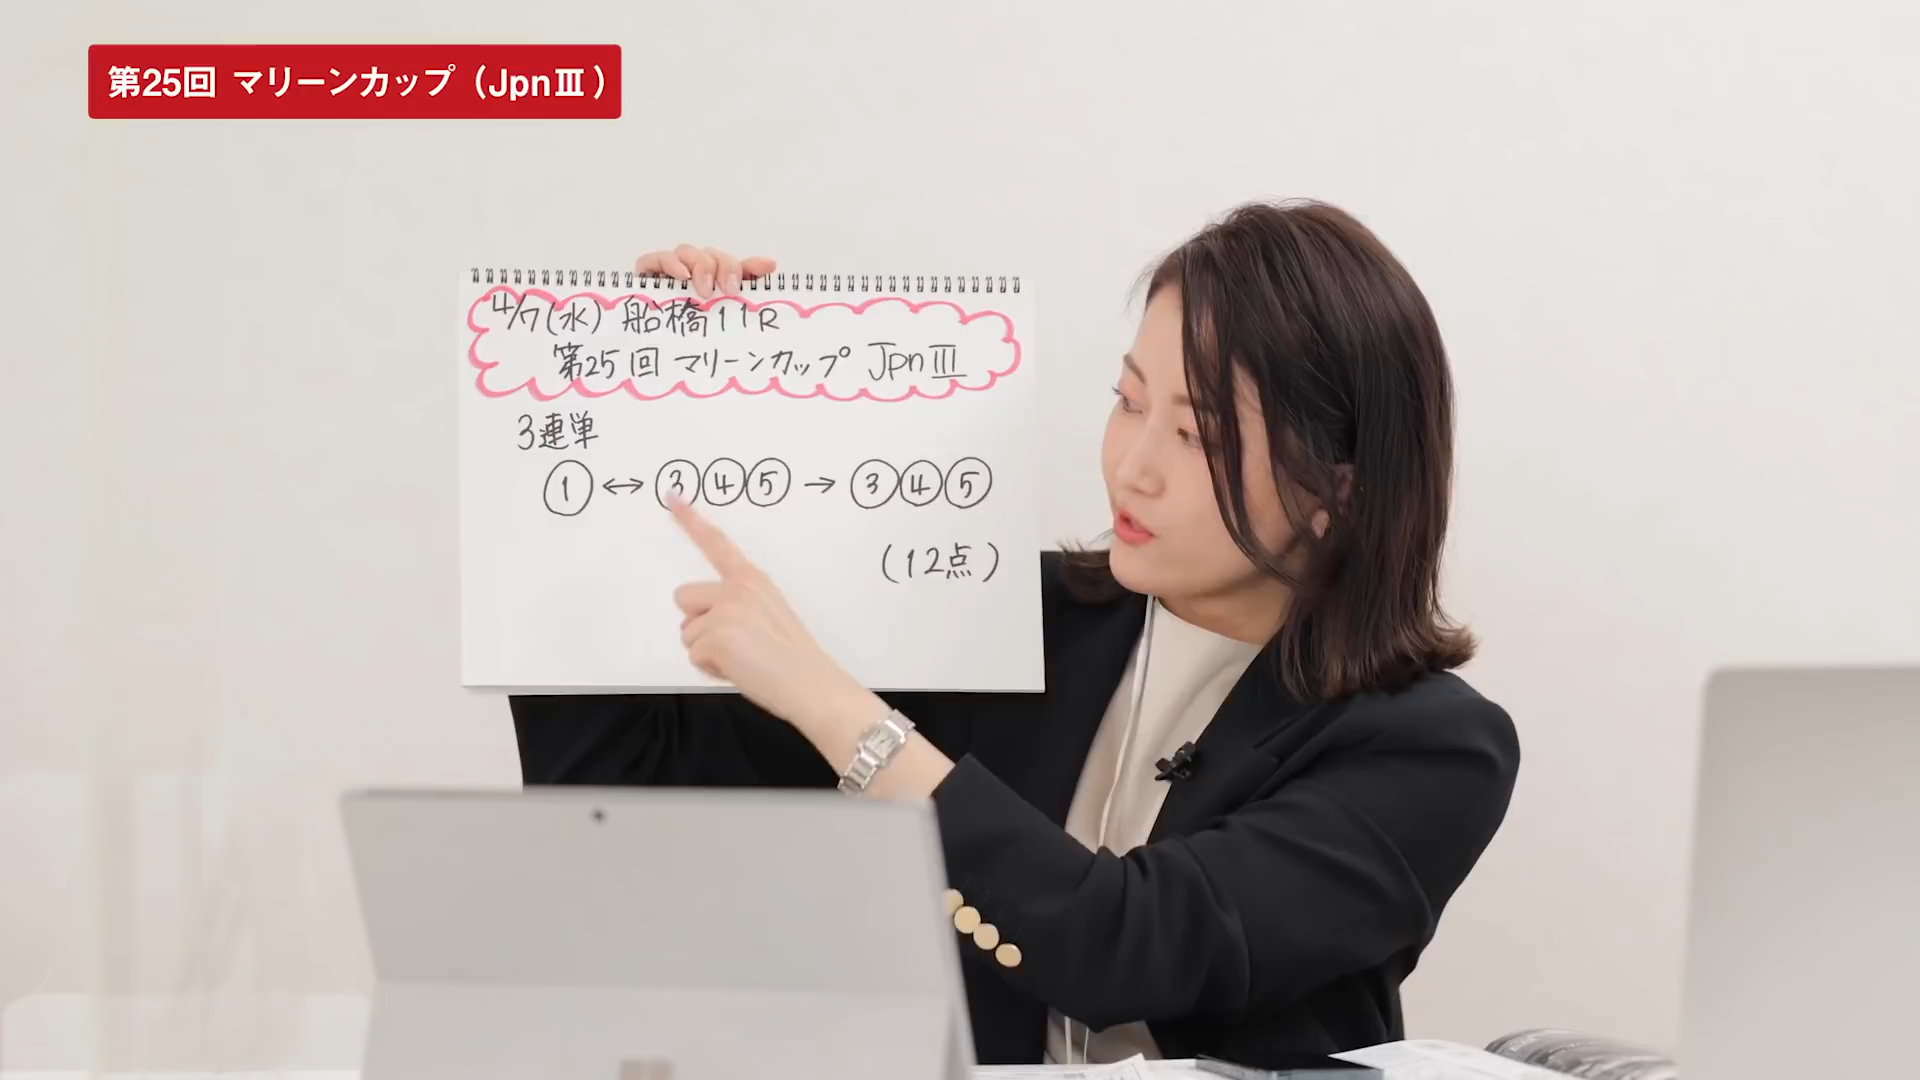 第25回 マリーンカップ（JpnⅢ）
4/7(水) 船橋11R
第25回 マリーンカップ JpnⅢ
3連単
①↔③④⑤→③④⑤
(12点)